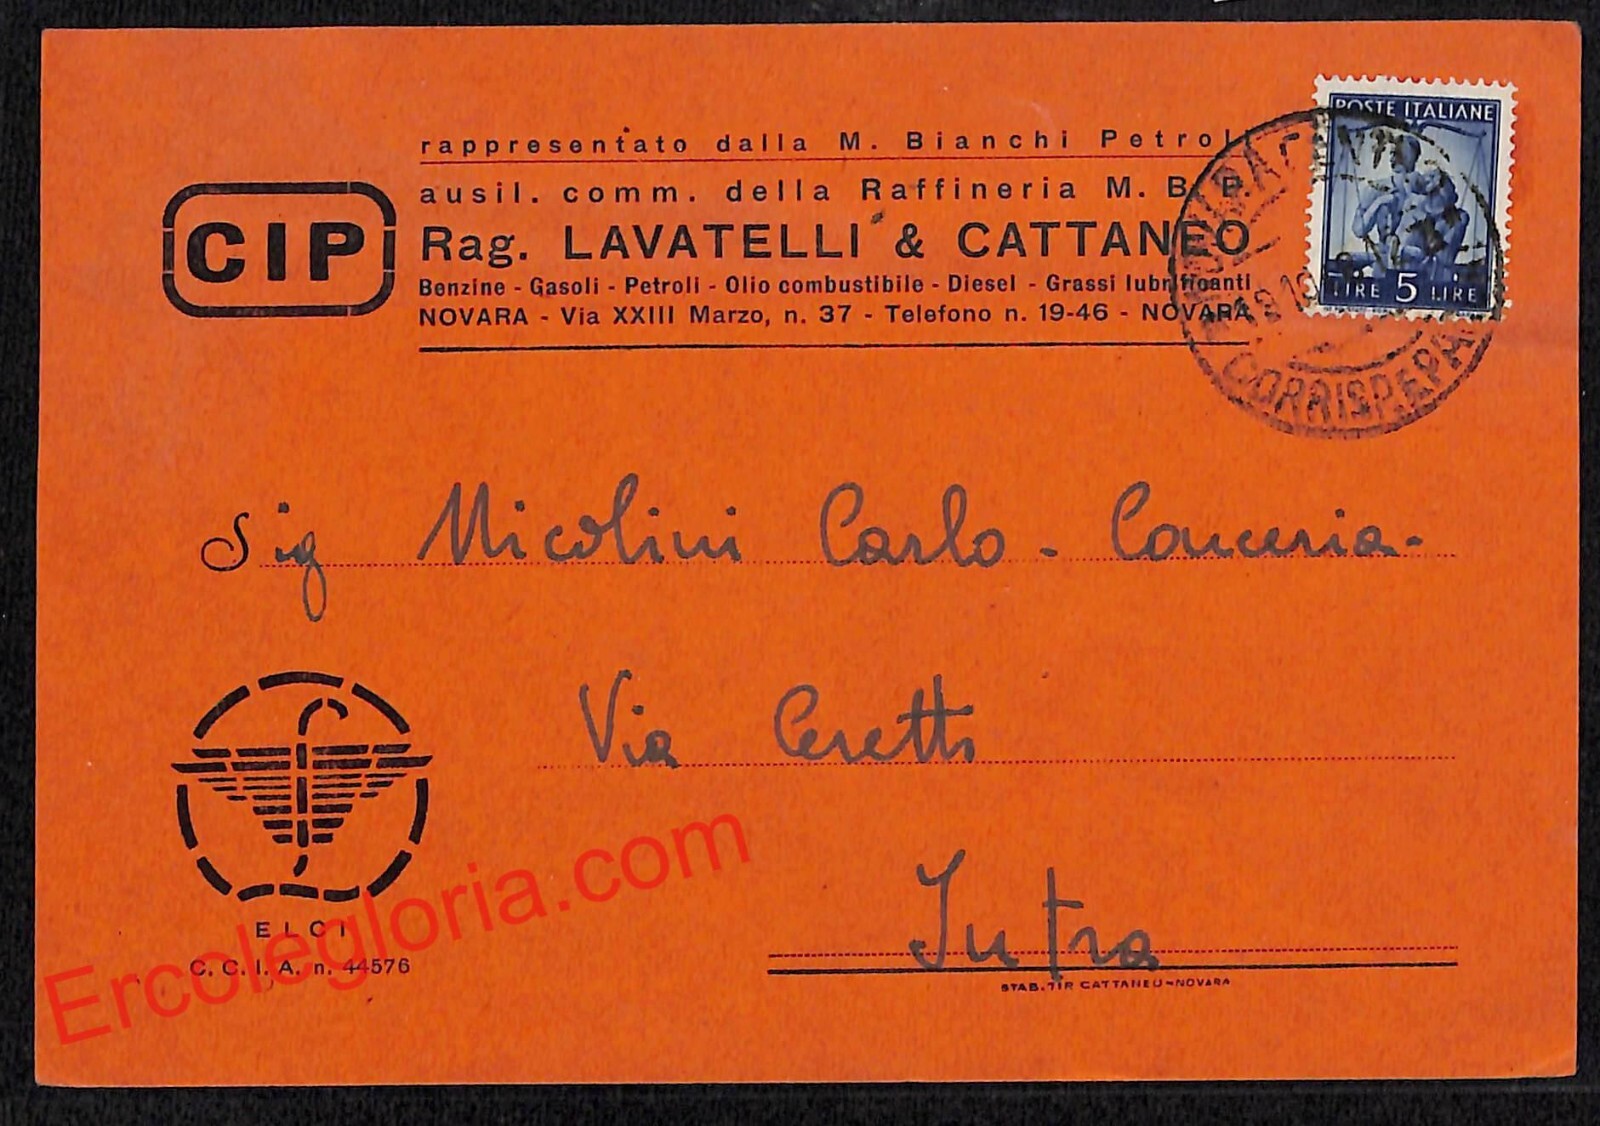 POSTE ITALIANE
LIRE 5 LIRE
CORRISP.
CIP
rappresentato dalla M. Bianchi Petroli
ausil. comm. della Raffineria M. B. P.
Rag. LAVATELLI & CATTANEO
Benzine - Gasoli - Petroli - Olio combustibile - Diesel - Grassi lubrificanti
NOVARA - Via XXIII Marzo, n. 37 - Telefono n. 19-46 - NOVARA
Sig Nicolini Carlo - Conceria -
Via Ceretti
Intra
ELCI
C. C. I. A. n. 44576
STAB. TIP CATTANEO-NOVARA
Ercolegloria.com